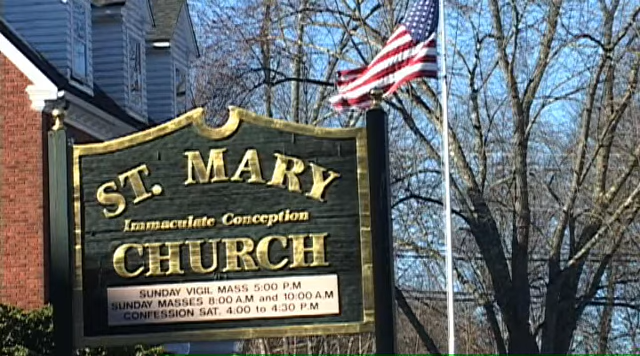 ST. MARY
Immaculate Conception
CHURCH
SUNDAY VIGIL MASS 5:00 P.M
SUNDAY MASSES 8:00 A.M and 10:00 A.M
CONFESSION SAT. 4:00 to 4:30 P.M